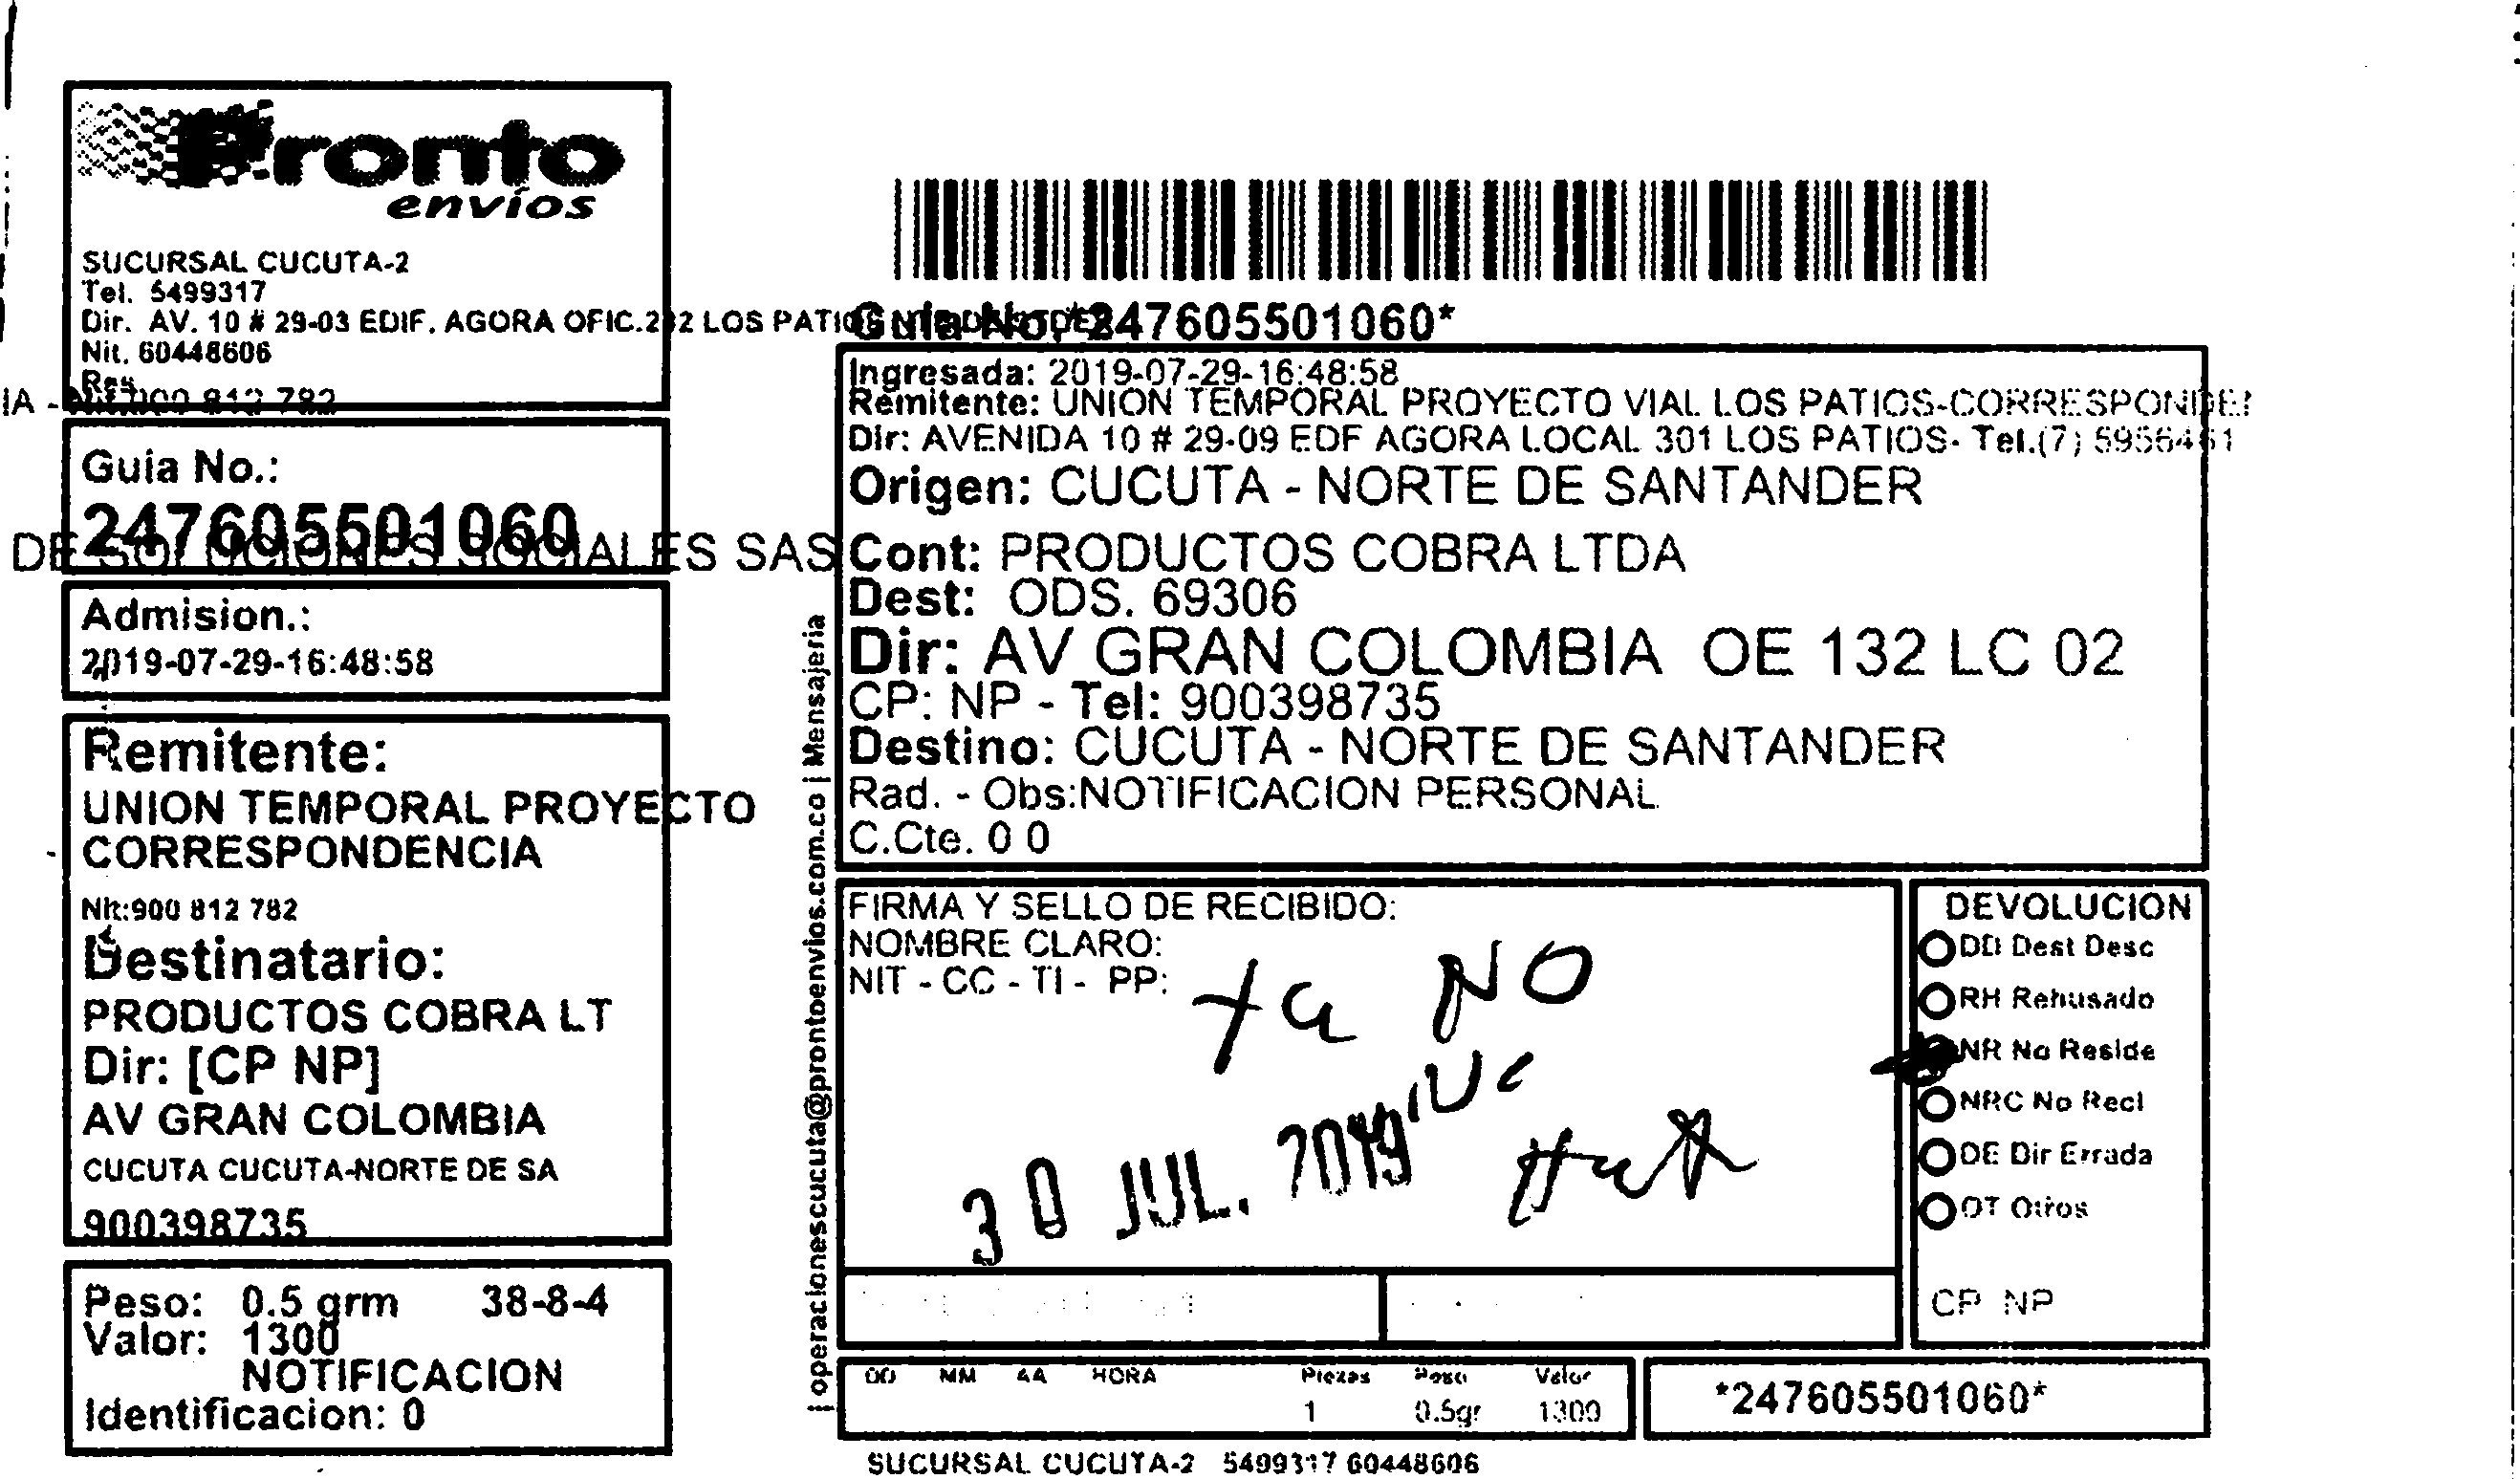 Pronto
envíos
SUCURSAL CUCUTA-2
Tel. 5499317
Dir. AV. 10 # 29-03 EDIF. AGORA OFIC.202 LOS PATIOS
Nit. 60448606
Res.
IA - Nit:900 812 782
Guia No.:
247605501060
DE SOLUCIONES SOCIALES SAS
Admision.:
2019-07-29-16:48:58
Remitente:
UNION TEMPORAL PROYECTO
CORRESPONDENCIA
Nit:900 812 782
Destinatario:
PRODUCTOS COBRA LT
Dir: [CP NP]
AV GRAN COLOMBIA
CUCUTA CUCUTA-NORTE DE SA
900398735
Peso: 0.5 grm 38-8-4
Valor: 1300
NOTIFICACION
Identificacion: 0
| operacionescucuta@prontoenvios.com.co | Mensajeria
Guia No. *247605501060*
Ingresada: 2019-07-29-16:48:58
Remitente: UNION TEMPORAL PROYECTO VIAL LOS PATIOS-CORRESPONDE
Dir: AVENIDA 10 # 29-09 EDF AGORA LOCAL 301 LOS PATIOS- Tel.(7) 5956461
Origen: CUCUTA - NORTE DE SANTANDER
Cont: PRODUCTOS COBRA LTDA
Dest: ODS. 69306
Dir: AV GRAN COLOMBIA OE 132 LC 02
CP: NP - Tel: 900398735
Destino: CUCUTA - NORTE DE SANTANDER
Rad. - Obs:NOTIFICACION PERSONAL
C.Cte. 0 0
FIRMA Y SELLO DE RECIBIDO:
NOMBRE CLARO:
NIT - CC - TI - PP:
Ya NO
30 JUL. 2019
DEVOLUCION
DD Dest Desc
RH Rehusado
NR No Reside
NRC No Recl
DE Dir Errada
OT Otros
CP NP
DD MM AA HORA Piezas Peso Valor
1 0.5gr 1300
*247605501060*
SUCURSAL CUCUTA-2 5499317 60448606